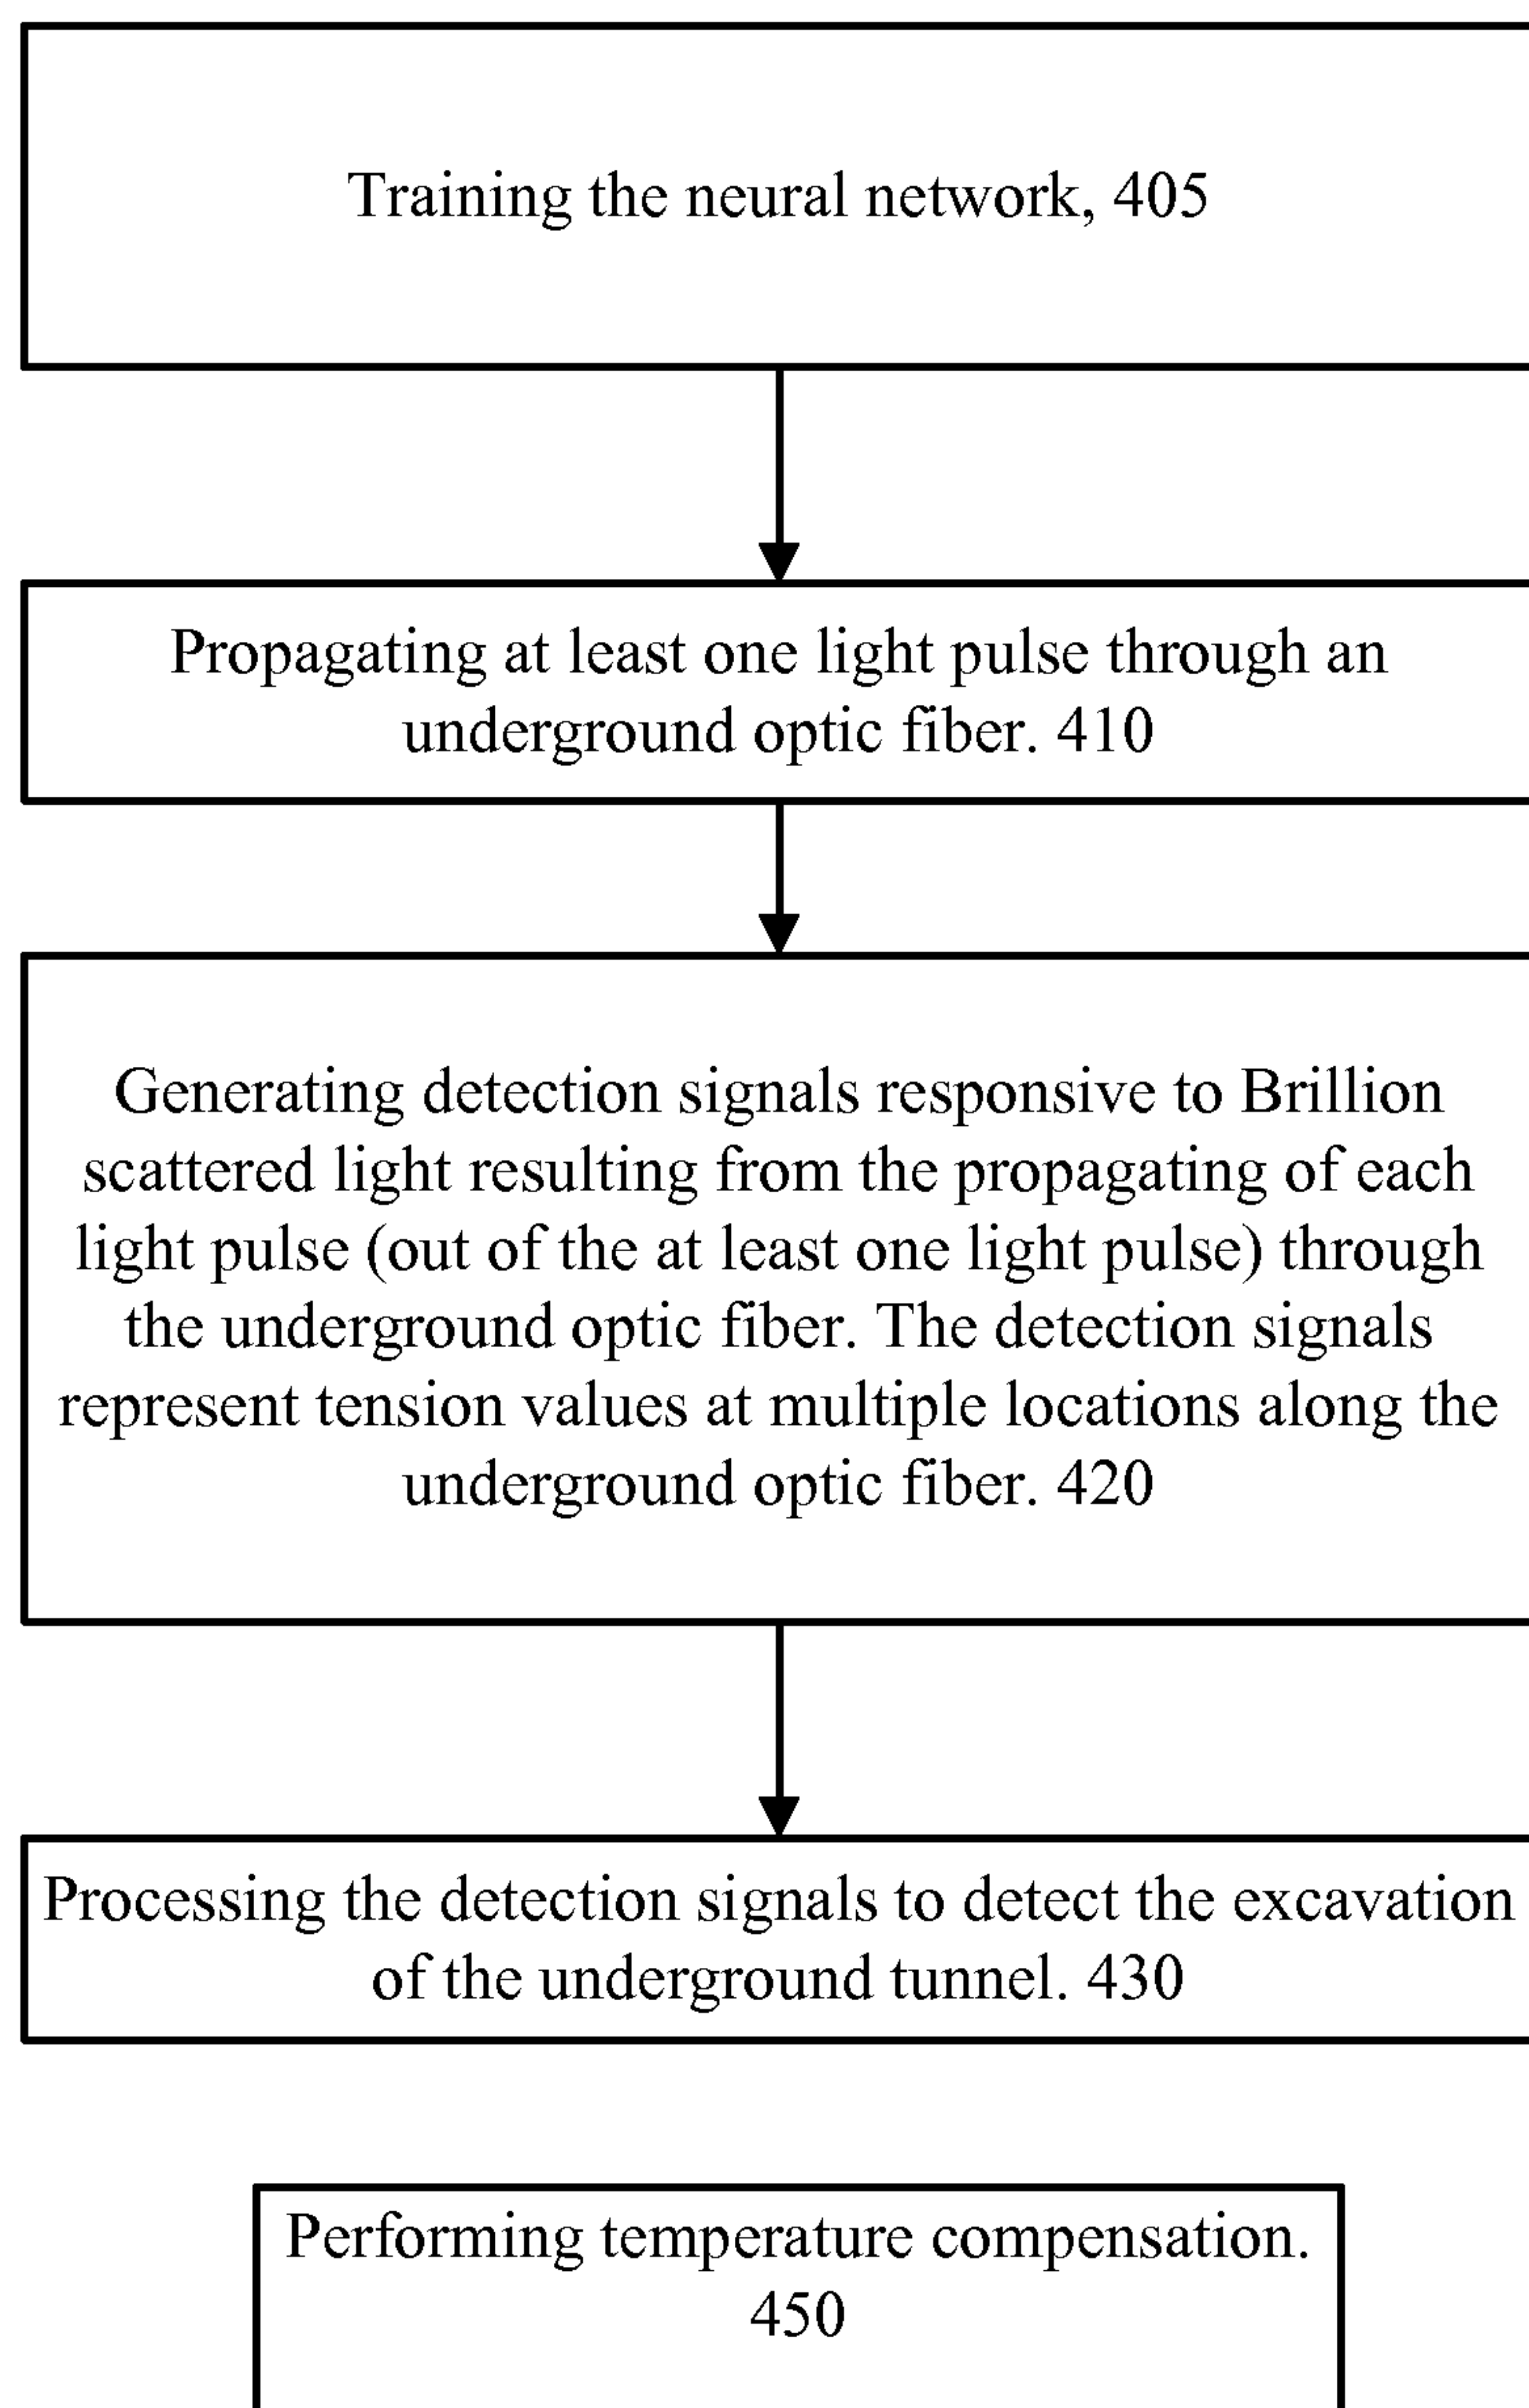 Training the neural network, 405
Propagating at least one light pulse through an
underground optic fiber. 410
Generating detection signals responsive to Brillion
scattered light resulting from the propagating of each
light pulse (out of the at least one light pulse) through
the underground optic fiber. The detection signals
represent tension values at multiple locations along the
underground optic fiber. 420
Processing the detection signals to detect the excavation
of the underground tunnel. 430
Performing temperature compensation.
450